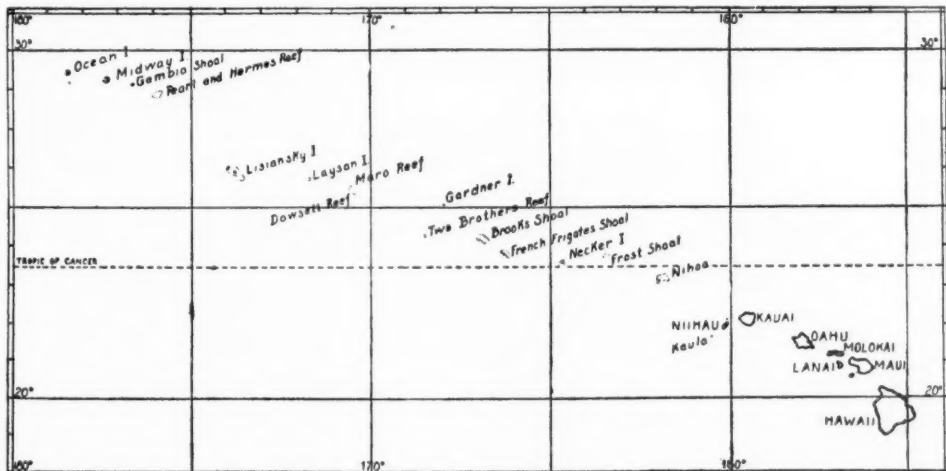 180° 170° 160°
30° 30°
Ocean I
Midway I
Gambia Shoal
Pearl and Hermes Reef
Lisiansky I
Laysan I.
Maro Reef
Dowsett Reef
Gardner I.
Two Brothers Reef
Brooks Shoal
French Frigates Shoal
Necker I
Frost Shoal
TROPIC OF CANCER
Nihoa
NIIHAU
KAUAI
Kaula
OAHU
MOLOKAI
LANAI
MAUI
20° 20°
HAWAII
180° 170° 160°